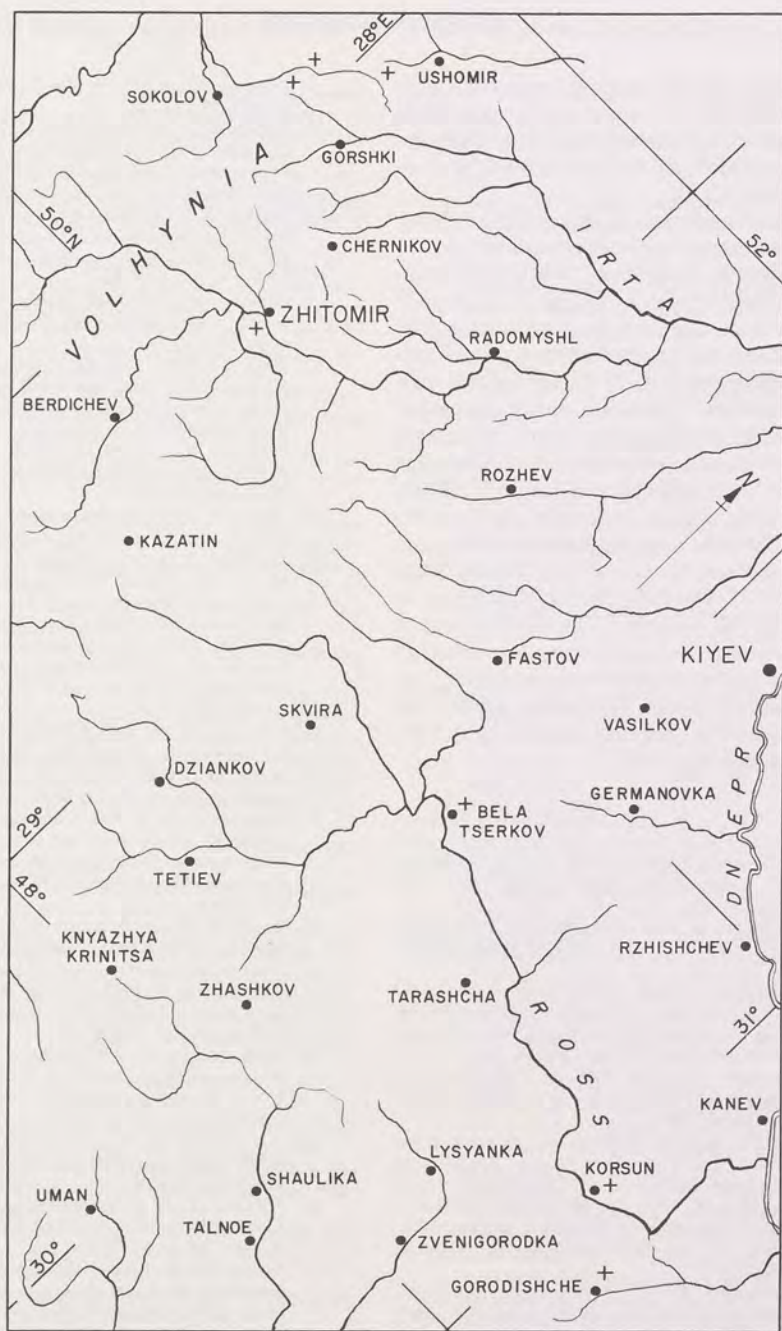 28°E
USHOMIR
SOKOLOV
GORSHKI
VOLHYNIA
50°N
CHERNIKOV
IRTA
52°
ZHITOMIR
RADOMYSHL
BERDICHEV
ROZHEV
N
KAZATIN
FASTOV
KIYEV
SKVIRA
VASILKOV
DZIANKOV
GERMANOVKA
BELA
TSERKOV
DNEPR
29°
TETIEV
48°
KNYAZHYA
KRINITSA
RZHISHCHEV
ZHASHKOV
TARASHCHA
ROSS
31°
KANEV
LYSYANKA
KORSUN
SHAULIKA
UMAN
TALNOE
ZVENIGORODKA
30°
GORODISHCHE